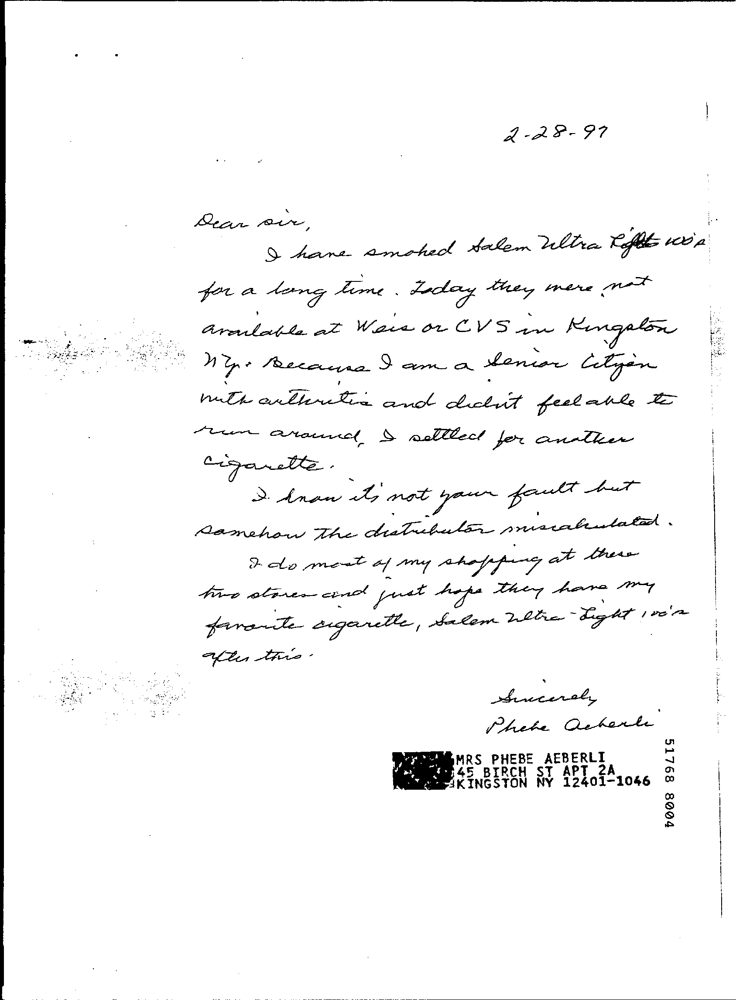 2-28-97
Dear sir,
I have smoked Salem Ultra Lights 100's
for a long time. Today they were not
available at Weis or CVS in Kingston
Ny. Because I am a Senior Cityen
with arthritis and didn't feel able to
run around, I settled for another
cigarette.
I know it's not your fault but
somehow the distributor miscalculated.
I do most of my shopping at these
two stores and just hope they have my
favorite cigarette, Salem Ultra-Light 100's
after this.
Sincerely
Phebe Aeberli
MRS PHEBE AEBERLI
45 BIRCH ST APT 2A
KINGSTON NY 12401-1046
51768 8004